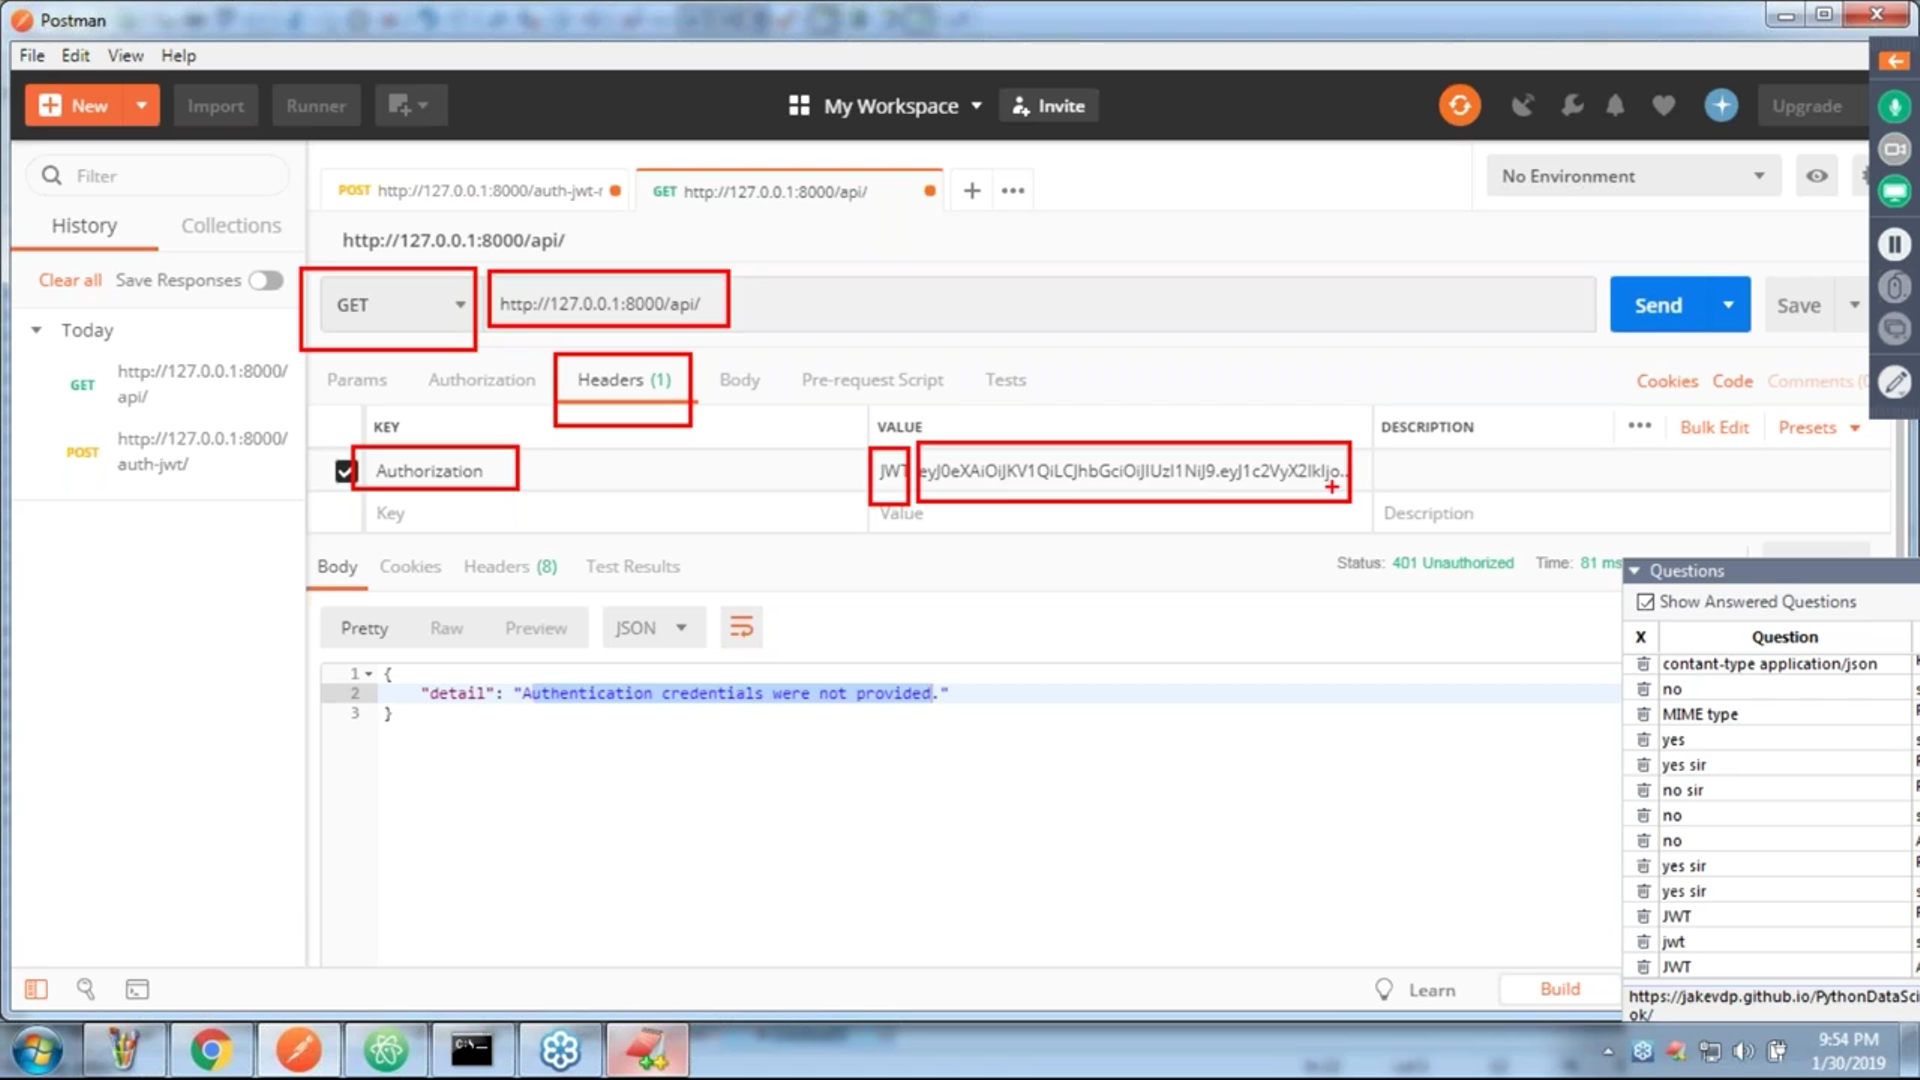 Postman
File Edit View Help
New Import Runner My Workspace Invite Upgrade
Filter
History Collections
Clear all Save Responses
Today
GET http://127.0.0.1:8000/
api/
POST http://127.0.0.1:8000/
auth-jwt/
POST http://127.0.0.1:8000/auth-jwt-r GET http://127.0.0.1:8000/api/ ••• No Environment
http://127.0.0.1:8000/api/
GET http://127.0.0.1:8000/api/ Send Save
Params Authorization Headers (1) Body Pre-request Script Tests Cookies Code Comments (0
KEY VALUE DESCRIPTION ••• Bulk Edit Presets
Authorization JWT eyJ0eXAiOiJKV1QiLCJhbGciOiJIUzI1NiJ9.eyJ1c2VyX2lkIjo...
Key Value Description
Body Cookies Headers (8) Test Results Status: 401 Unauthorized Time: 81 ms
Pretty Raw Preview JSON
1 {
2 "detail": "Authentication credentials were not provided."
3 }
Learn Build
Questions
Show Answered Questions
X Question
contant-type application/json
no
MIME type
yes
yes sir
no sir
no
no
yes sir
yes sir
JWT
jwt
JWT
https://jakevdp.github.io/PythonDataSci
ok/
C:\
9:54 PM
1/30/2019